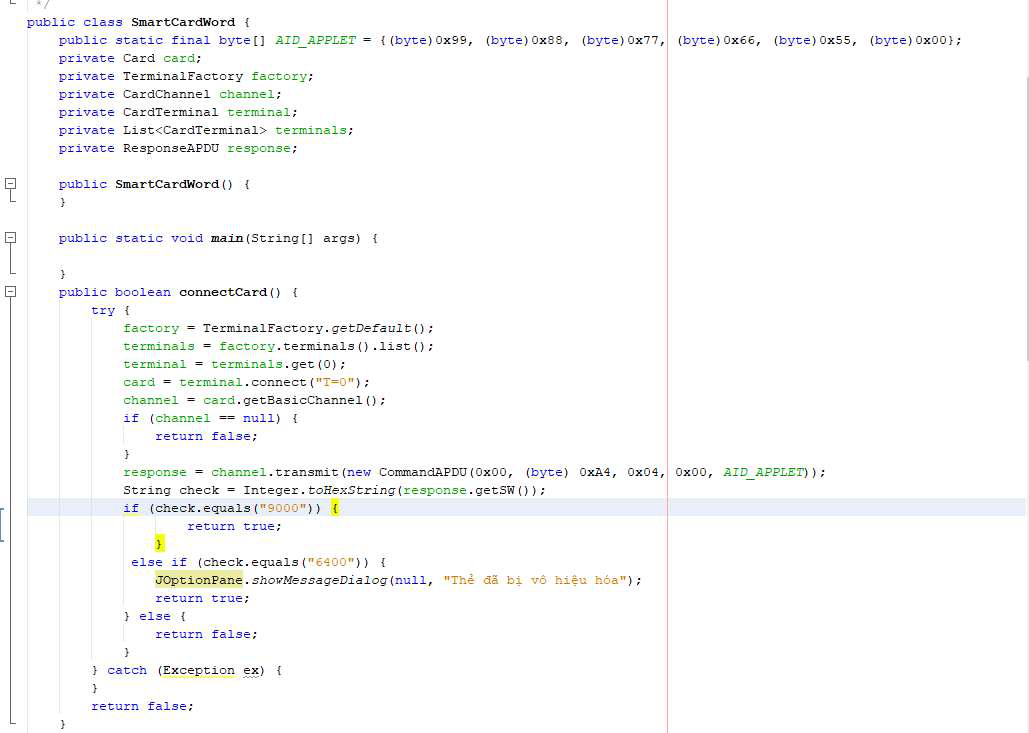 */
public class SmartCardWord {
    public static final byte[] AID_APPLET = {(byte)0x99, (byte)0x88, (byte)0x77, (byte)0x66, (byte)0x55, (byte)0x00};
    private Card card;
    private TerminalFactory factory;
    private CardChannel channel;
    private CardTerminal terminal;
    private List<CardTerminal> terminals;
    private ResponseAPDU response;

    public SmartCardWord() {
    }

    public static void main(String[] args) {

    }
    public boolean connectCard() {
        try {
            factory = TerminalFactory.getDefault();
            terminals = factory.terminals().list();
            terminal = terminals.get(0);
            card = terminal.connect("T=0");
            channel = card.getBasicChannel();
            if (channel == null) {
                return false;
            }
            response = channel.transmit(new CommandAPDU(0x00, (byte) 0xA4, 0x04, 0x00, AID_APPLET));
            String check = Integer.toHexString(response.getSW());
            if (check.equals("9000")) {
                    return true;
                }
             else if (check.equals("6400")) {
                JOptionPane.showMessageDialog(null, "Thẻ đã bị vô hiệu hóa");
                return true;
            } else {
                return false;
            }
        } catch (Exception ex) {
        }
        return false;
    }